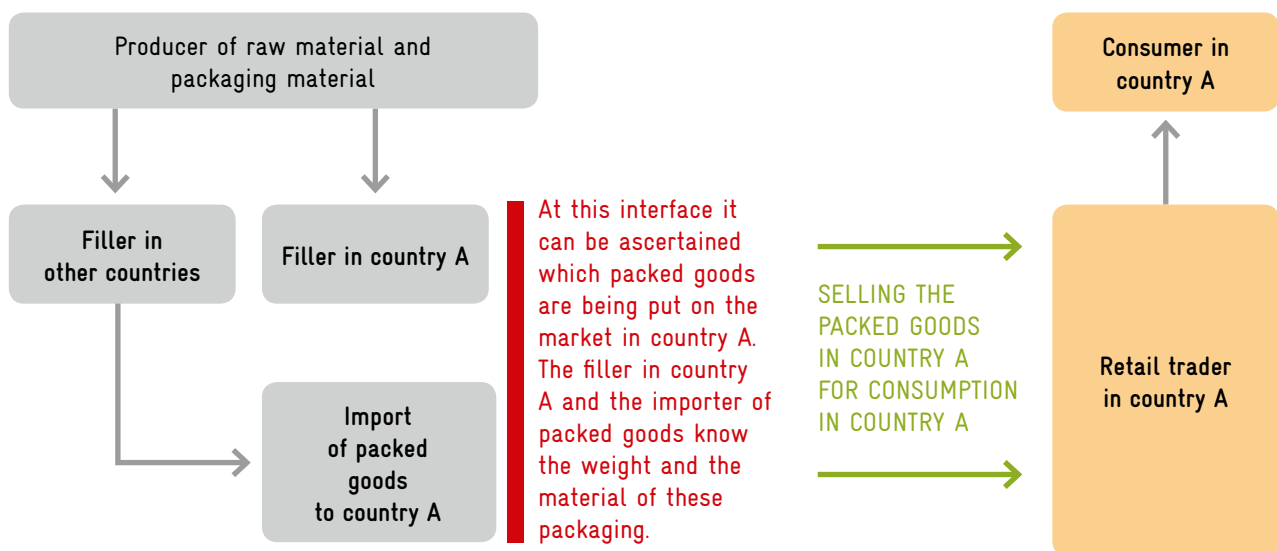 Producer of raw material and
packaging material
Consumer in
country A
Filler in
other countries
Filler in country A
Import
of packed
goods
to country A
At this interface it
can be ascertained
which packed goods
are being put on the
market in country A.
The filler in country
A and the importer of
packed goods know
the weight and the
material of these
packaging.
SELLING THE
PACKED GOODS
IN COUNTRY A
FOR CONSUMPTION
IN COUNTRY A
Retail trader
in country A